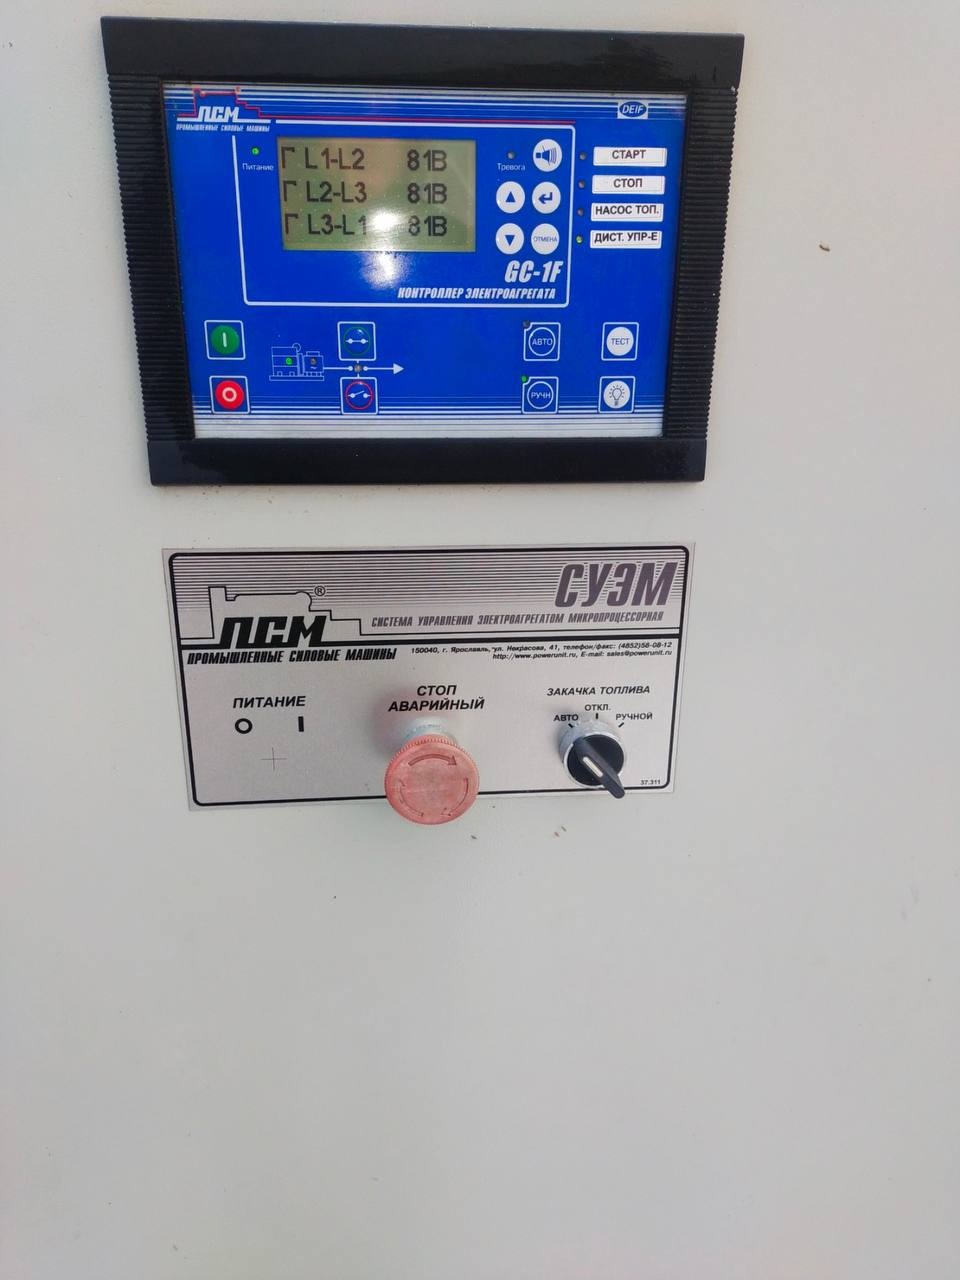 ПСМ
ПРОМЫШЛЕННЫЕ СИЛОВЫЕ МАШИНЫ
DEIF
Питание
Г L1-L2 81В
Г L2-L3 81В
Г L3-L1 81В
Тревога
ОТМЕНА
СТАРТ
СТОП
НАСОС ТОП.
ДИСТ. УПР-Е
GC-1F
КОНТРОЛЛЕР ЭЛЕКТРОАГРЕГАТА
АВТО
ТЕСТ
РУЧН
СУЭМ
СИСТЕМА УПРАВЛЕНИЯ ЭЛЕКТРОАГРЕГАТОМ МИКРОПРОЦЕССОРНАЯ
ПСМ®
ПРОМЫШЛЕННЫЕ СИЛОВЫЕ МАШИНЫ
150040, г. Ярославль, ул. Некрасова, 41, телефон/факс: (4852)58-08-12
http://www.powerunit.ru, E-mail: sales@powerunit.ru
ПИТАНИЕ
O I
СТОП
АВАРИЙНЫЙ
ЗАКАЧКА ТОПЛИВА
ОТКЛ.
АВТО
РУЧНОЙ
37.311